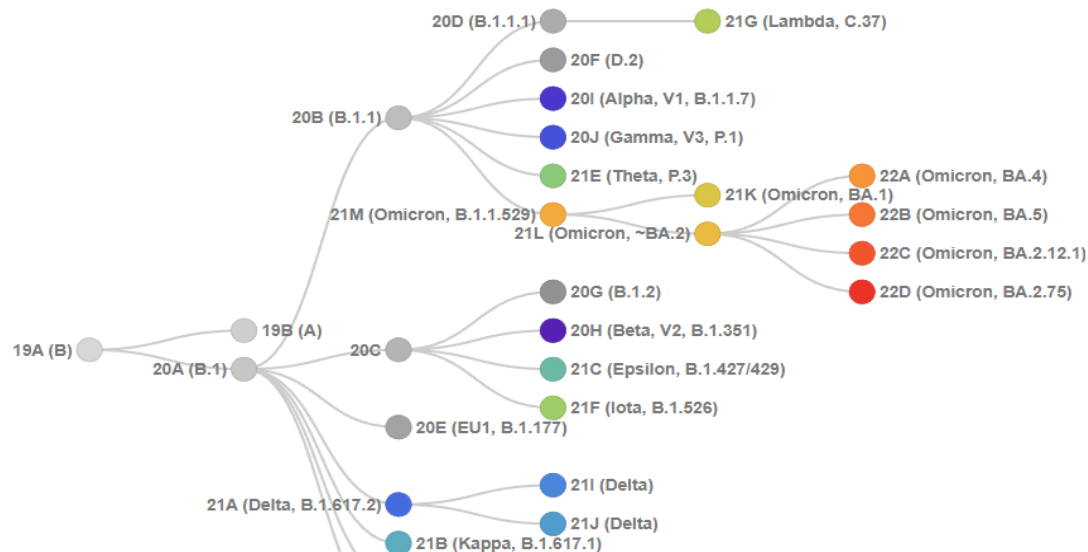 20D (B.1.1.1)
21G (Lambda, C.37)
20F (D.2)
20I (Alpha, V1, B.1.1.7)
20B (B.1.1)
20J (Gamma, V3, P.1)
21E (Theta, P.3)
22A (Omicron, BA.4)
21K (Omicron, BA.1)
21M (Omicron, B.1.1.529)
22B (Omicron, BA.5)
21L (Omicron, ~BA.2)
22C (Omicron, BA.2.12.1)
20G (B.1.2)
22D (Omicron, BA.2.75)
19B (A)
20H (Beta, V2, B.1.351)
19A (B)
20C
20A (B.1)
21C (Epsilon, B.1.427/429)
21F (Iota, B.1.526)
20E (EU1, B.1.177)
21I (Delta)
21A (Delta, B.1.617.2)
21J (Delta)
21B (Kappa, B.1.617.1)